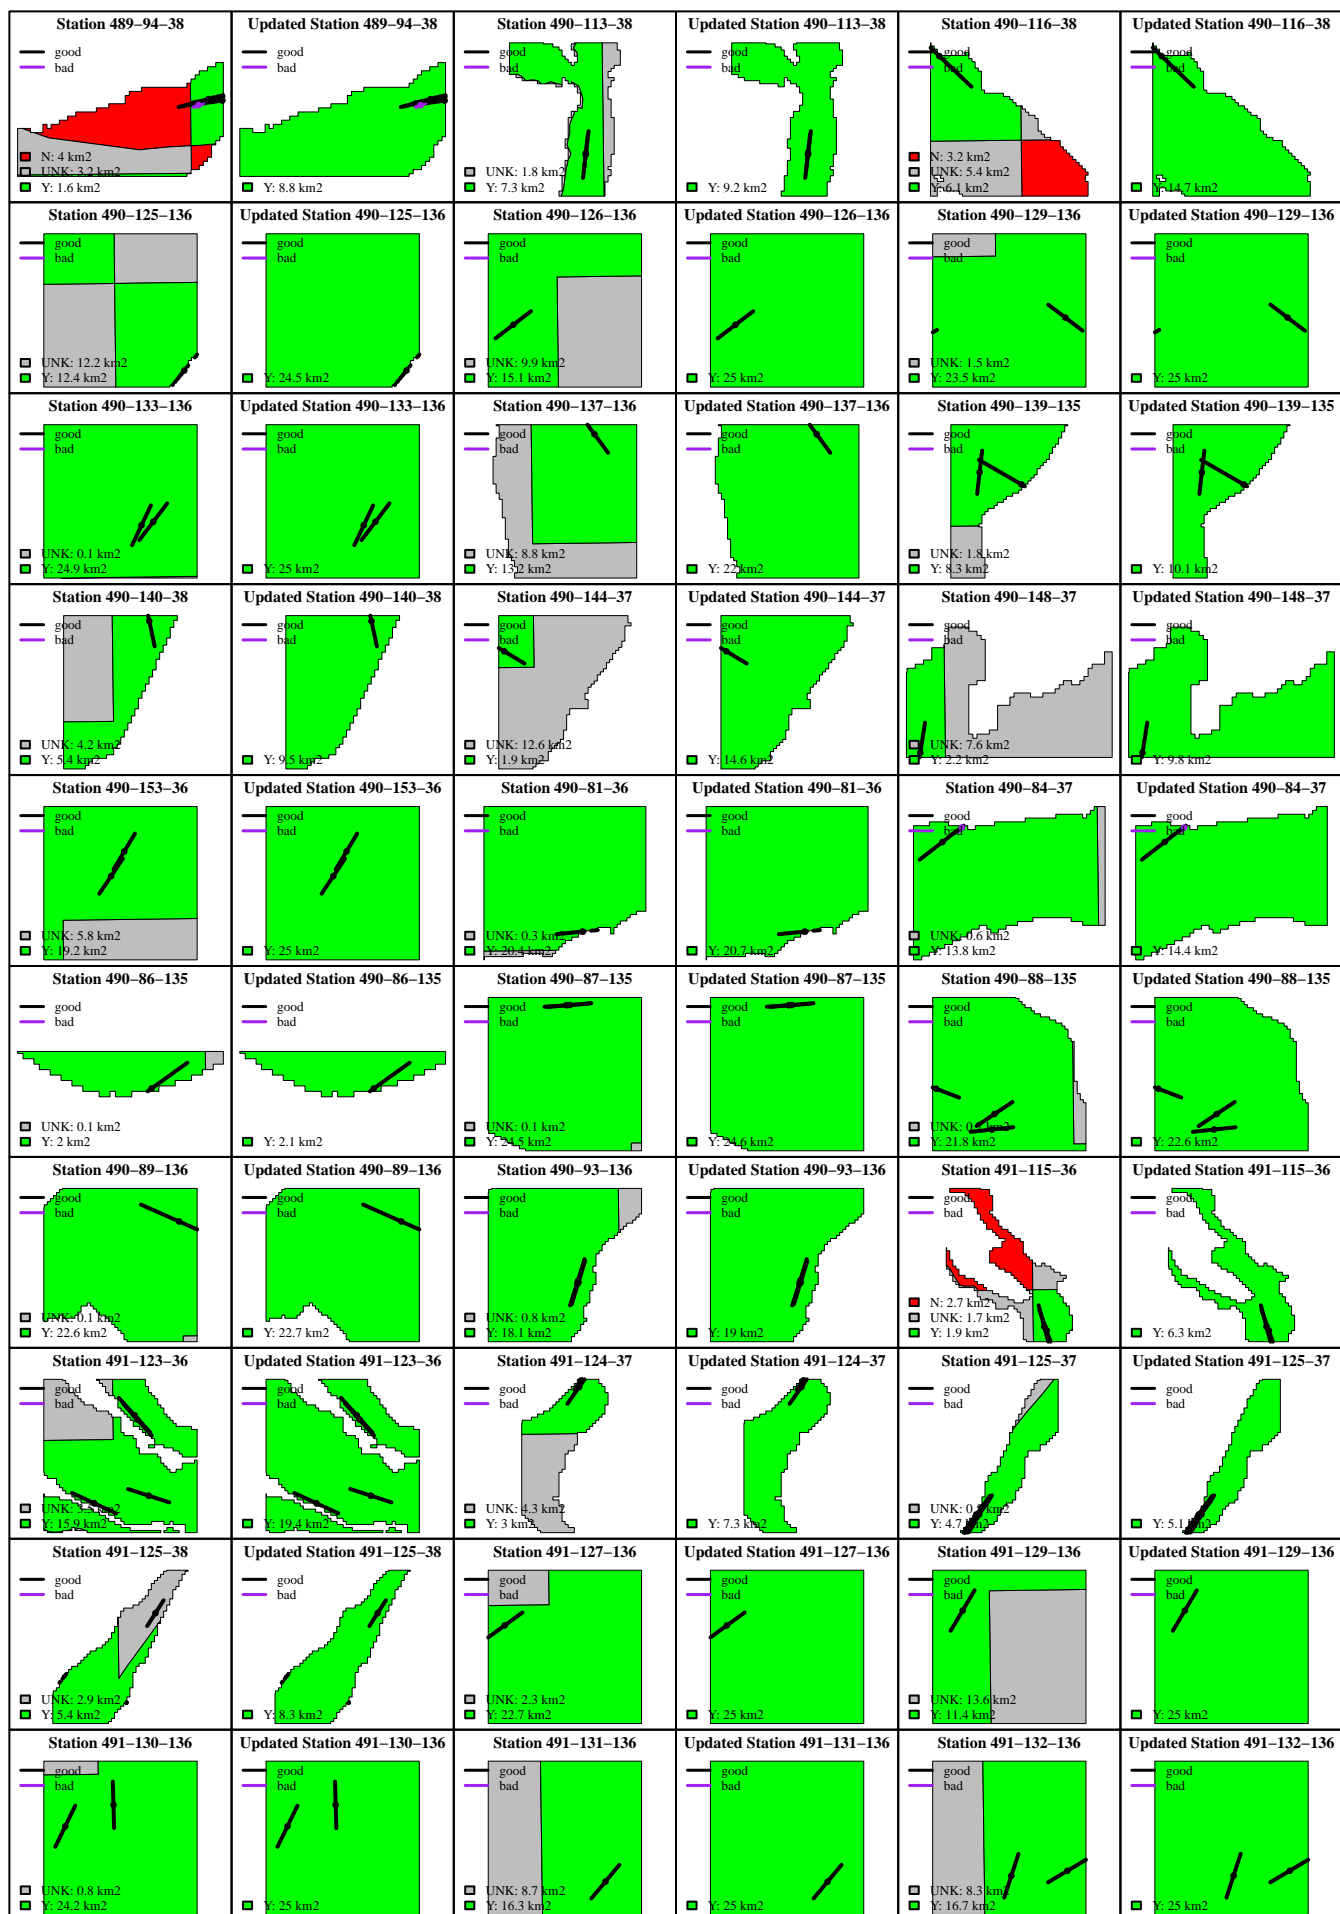 Station 489−94−38
good
bad
N: 4 km2
UNK: 3.2 km2
Y: 1.6 km2
Updated Station 489−94−38
good
bad
Y: 8.8 km2
Station 490−113−38
good
bad
UNK: 1.8 km2
Y: 7.3 km2
Updated Station 490−113−38
good
bad
Y: 9.2 km2
Station 490−116−38
good
bad
N: 3.2 km2
UNK: 5.4 km2
Y: 6.1 km2
Updated Station 490−116−38
good
bad
Y: 14.7 km2
Station 490−125−136
good
bad
UNK: 12.2 km2
Y: 12.4 km2
Updated Station 490−125−136
good
bad
Y: 24.5 km2
Station 490−126−136
good
bad
UNK: 9.9 km2
Y: 15.1 km2
Updated Station 490−126−136
good
bad
Y: 25 km2
Station 490−129−136
good
bad
UNK: 1.5 km2
Y: 23.5 km2
Updated Station 490−129−136
good
bad
Y: 25 km2
Station 490−133−136
good
bad
UNK: 0.1 km2
Y: 24.9 km2
Updated Station 490−133−136
good
bad
Y: 25 km2
Station 490−137−136
good
bad
UNK: 8.8 km2
Y: 13.2 km2
Updated Station 490−137−136
good
bad
Y: 22 km2
Station 490−139−135
good
bad
UNK: 1.8 km2
Y: 8.3 km2
Updated Station 490−139−135
good
bad
Y: 10.1 km2
Station 490−140−38
good
bad
UNK: 4.2 km2
Y: 5.4 km2
Updated Station 490−140−38
good
bad
Y: 9.5 km2
Station 490−144−37
good
bad
UNK: 12.6 km2
Y: 1.9 km2
Updated Station 490−144−37
good
bad
Y: 14.6 km2
Station 490−148−37
good
bad
UNK: 7.6 km2
Y: 2.2 km2
Updated Station 490−148−37
good
bad
Y: 9.8 km2
Station 490−153−36
good
bad
UNK: 5.8 km2
Y: 19.2 km2
Updated Station 490−153−36
good
bad
Y: 25 km2
Station 490−81−36
good
bad
UNK: 0.3 km2
Y: 20.4 km2
Updated Station 490−81−36
good
bad
Y: 20.7 km2
Station 490−84−37
good
bad
UNK: 0.6 km2
Y: 13.8 km2
Updated Station 490−84−37
good
bad
Y: 14.4 km2
Station 490−86−135
good
bad
UNK: 0.1 km2
Y: 2 km2
Updated Station 490−86−135
good
bad
Y: 2.1 km2
Station 490−87−135
good
bad
UNK: 0.1 km2
Y: 24.5 km2
Updated Station 490−87−135
good
bad
Y: 24.6 km2
Station 490−88−135
good
bad
UNK: km2
Y: 21.8 km2
Updated Station 490−88−135
good
bad
Y: 22.6 km2
Station 490−89−136
good
bad
UNK: 0.1 km2
Y: 22.6 km2
Updated Station 490−89−136
good
bad
Y: 22.7 km2
Station 490−93−136
good
bad
UNK: 0.8 km2
Y: 18.1 km2
Updated Station 490−93−136
good
bad
Y: 19 km2
Station 491−115−36
good
bad
N: 2.7 km2
UNK: 1.7 km2
Y: 1.9 km2
Updated Station 491−115−36
good
bad
Y: 6.3 km2
Station 491−123−36
good
bad
UNK: km2
Y: 15.9 km2
Updated Station 491−123−36
good
bad
Y: 19.4 km2
Station 491−124−37
good
bad
UNK: 4.3 km2
Y: 3 km2
Updated Station 491−124−37
good
bad
Y: 7.3 km2
Station 491−125−37
good
bad
UNK: km2
Y: 4.7 km2
Updated Station 491−125−37
good
bad
Y: 5.1 km2
Station 491−125−38
good
bad
UNK: 2.9 km2
Y: 5.4 km2
Updated Station 491−125−38
good
bad
Y: 8.3 km2
Station 491−127−136
good
bad
UNK: 2.3 km2
Y: 22.7 km2
Updated Station 491−127−136
good
bad
Y: 25 km2
Station 491−129−136
good
bad
UNK: 13.6 km2
Y: 11.4 km2
Updated Station 491−129−136
good
bad
Y: 25 km2
Station 491−130−136
good
bad
UNK: 0.8 km2
Y: 24.2 km2
Updated Station 491−130−136
good
bad
Y: 25 km2
Station 491−131−136
good
bad
UNK: 8.7 km2
Y: 16.3 km2
Updated Station 491−131−136
good
bad
Y: 25 km2
Station 491−132−136
good
bad
UNK: 8.3 km2
Y: 16.7 km2
Updated Station 491−132−136
good
bad
Y: 25 km2